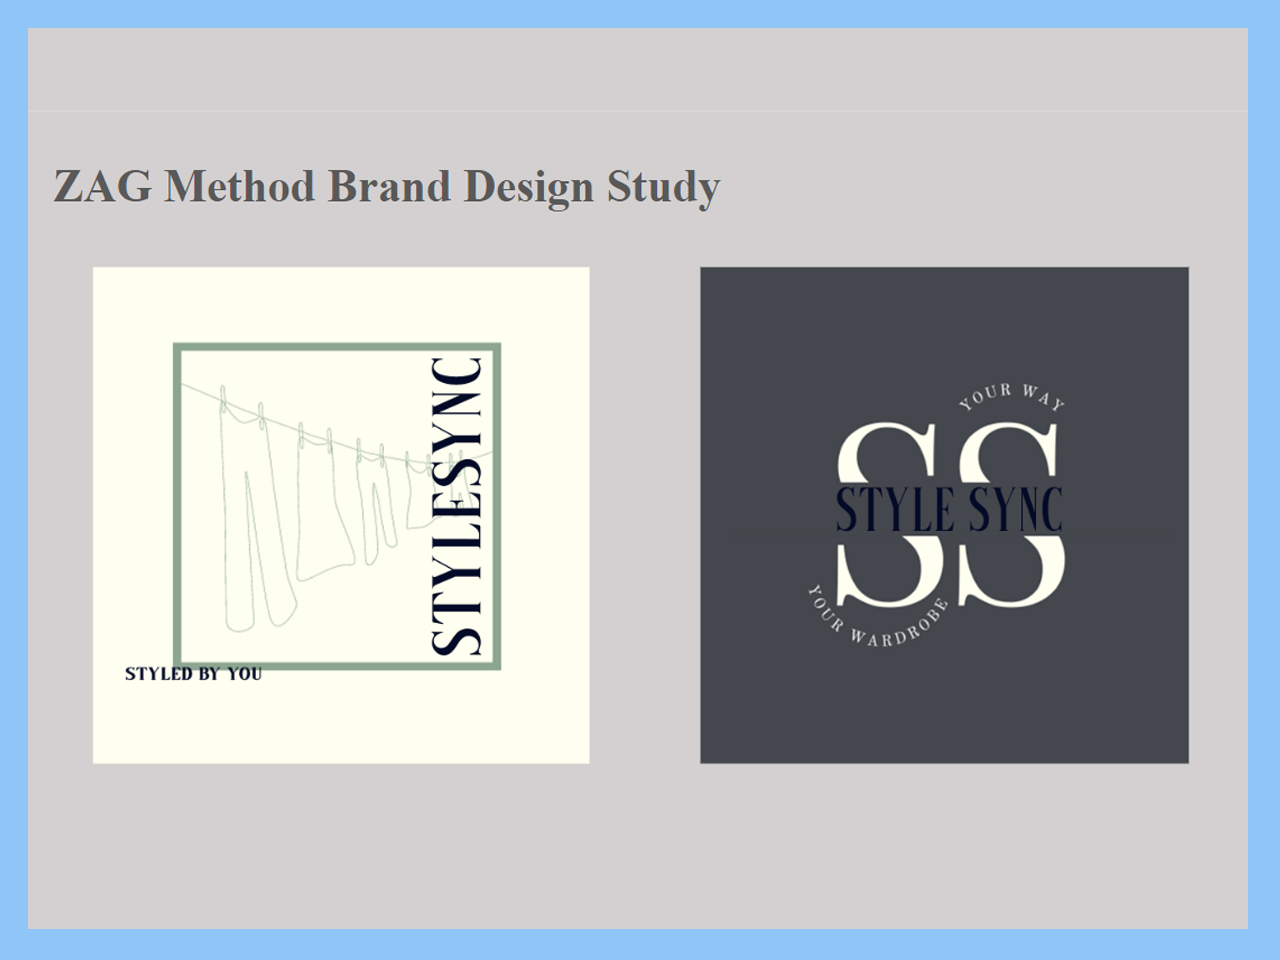 ZAG Method Brand Design Study
STYLESYNC
STYLED BY YOU
YOUR WAY
SS
STYLE SYNC
YOUR WARDROBE